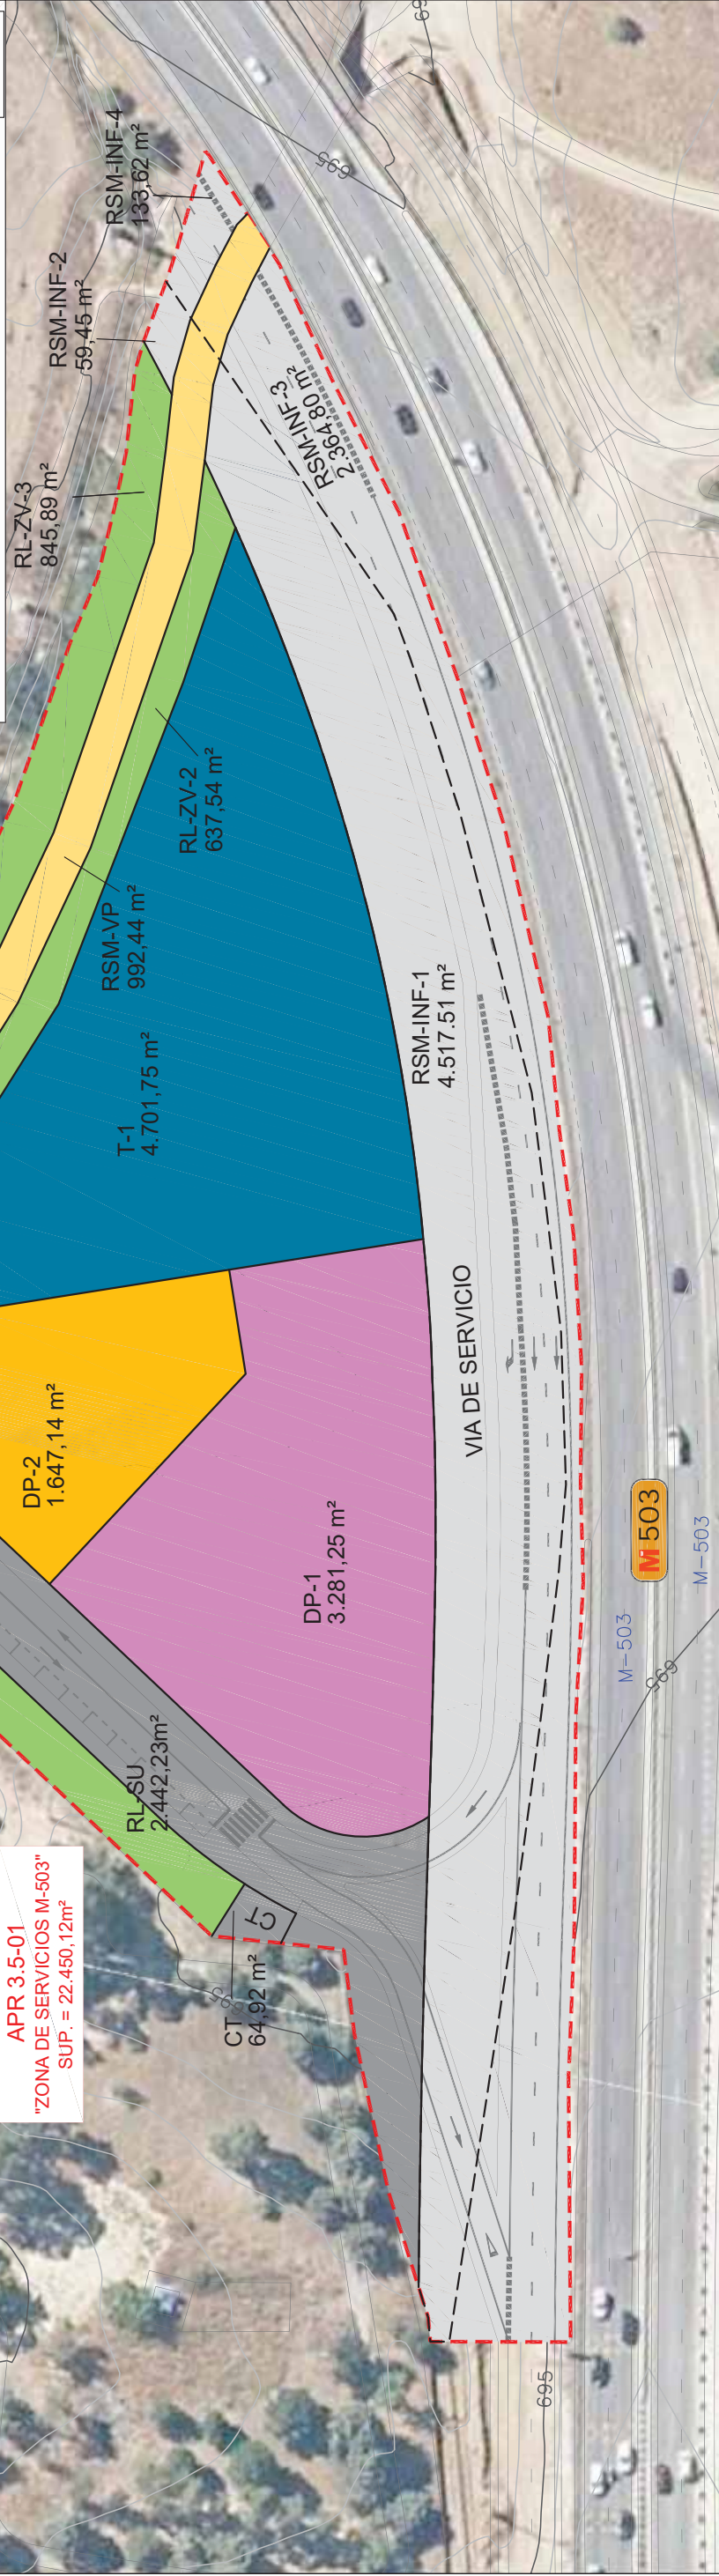 RSM-INF-4
133,62 m²
RSM-INF-2
59,45 m²
RL-ZV-3
845,89 m²
RSM-INF-3
2.364,80 m²
RL-ZV-2
637,54 m²
RSM-VP
992,44 m²
T-1
4.701,75 m²
RSM-INF-1
4.517.51 m²
VIA DE SERVICIO
DP-2
1.647,14 m²
DP-1
3.281,25 m²
RL-SU
2.442,23m²
CT
CT
64,92 m²
APR 3.5-01
"ZONA DE SERVICIOS M-503"
SUP. = 22.450,12m²
M 503
M-503
M-503
695
695
695
695